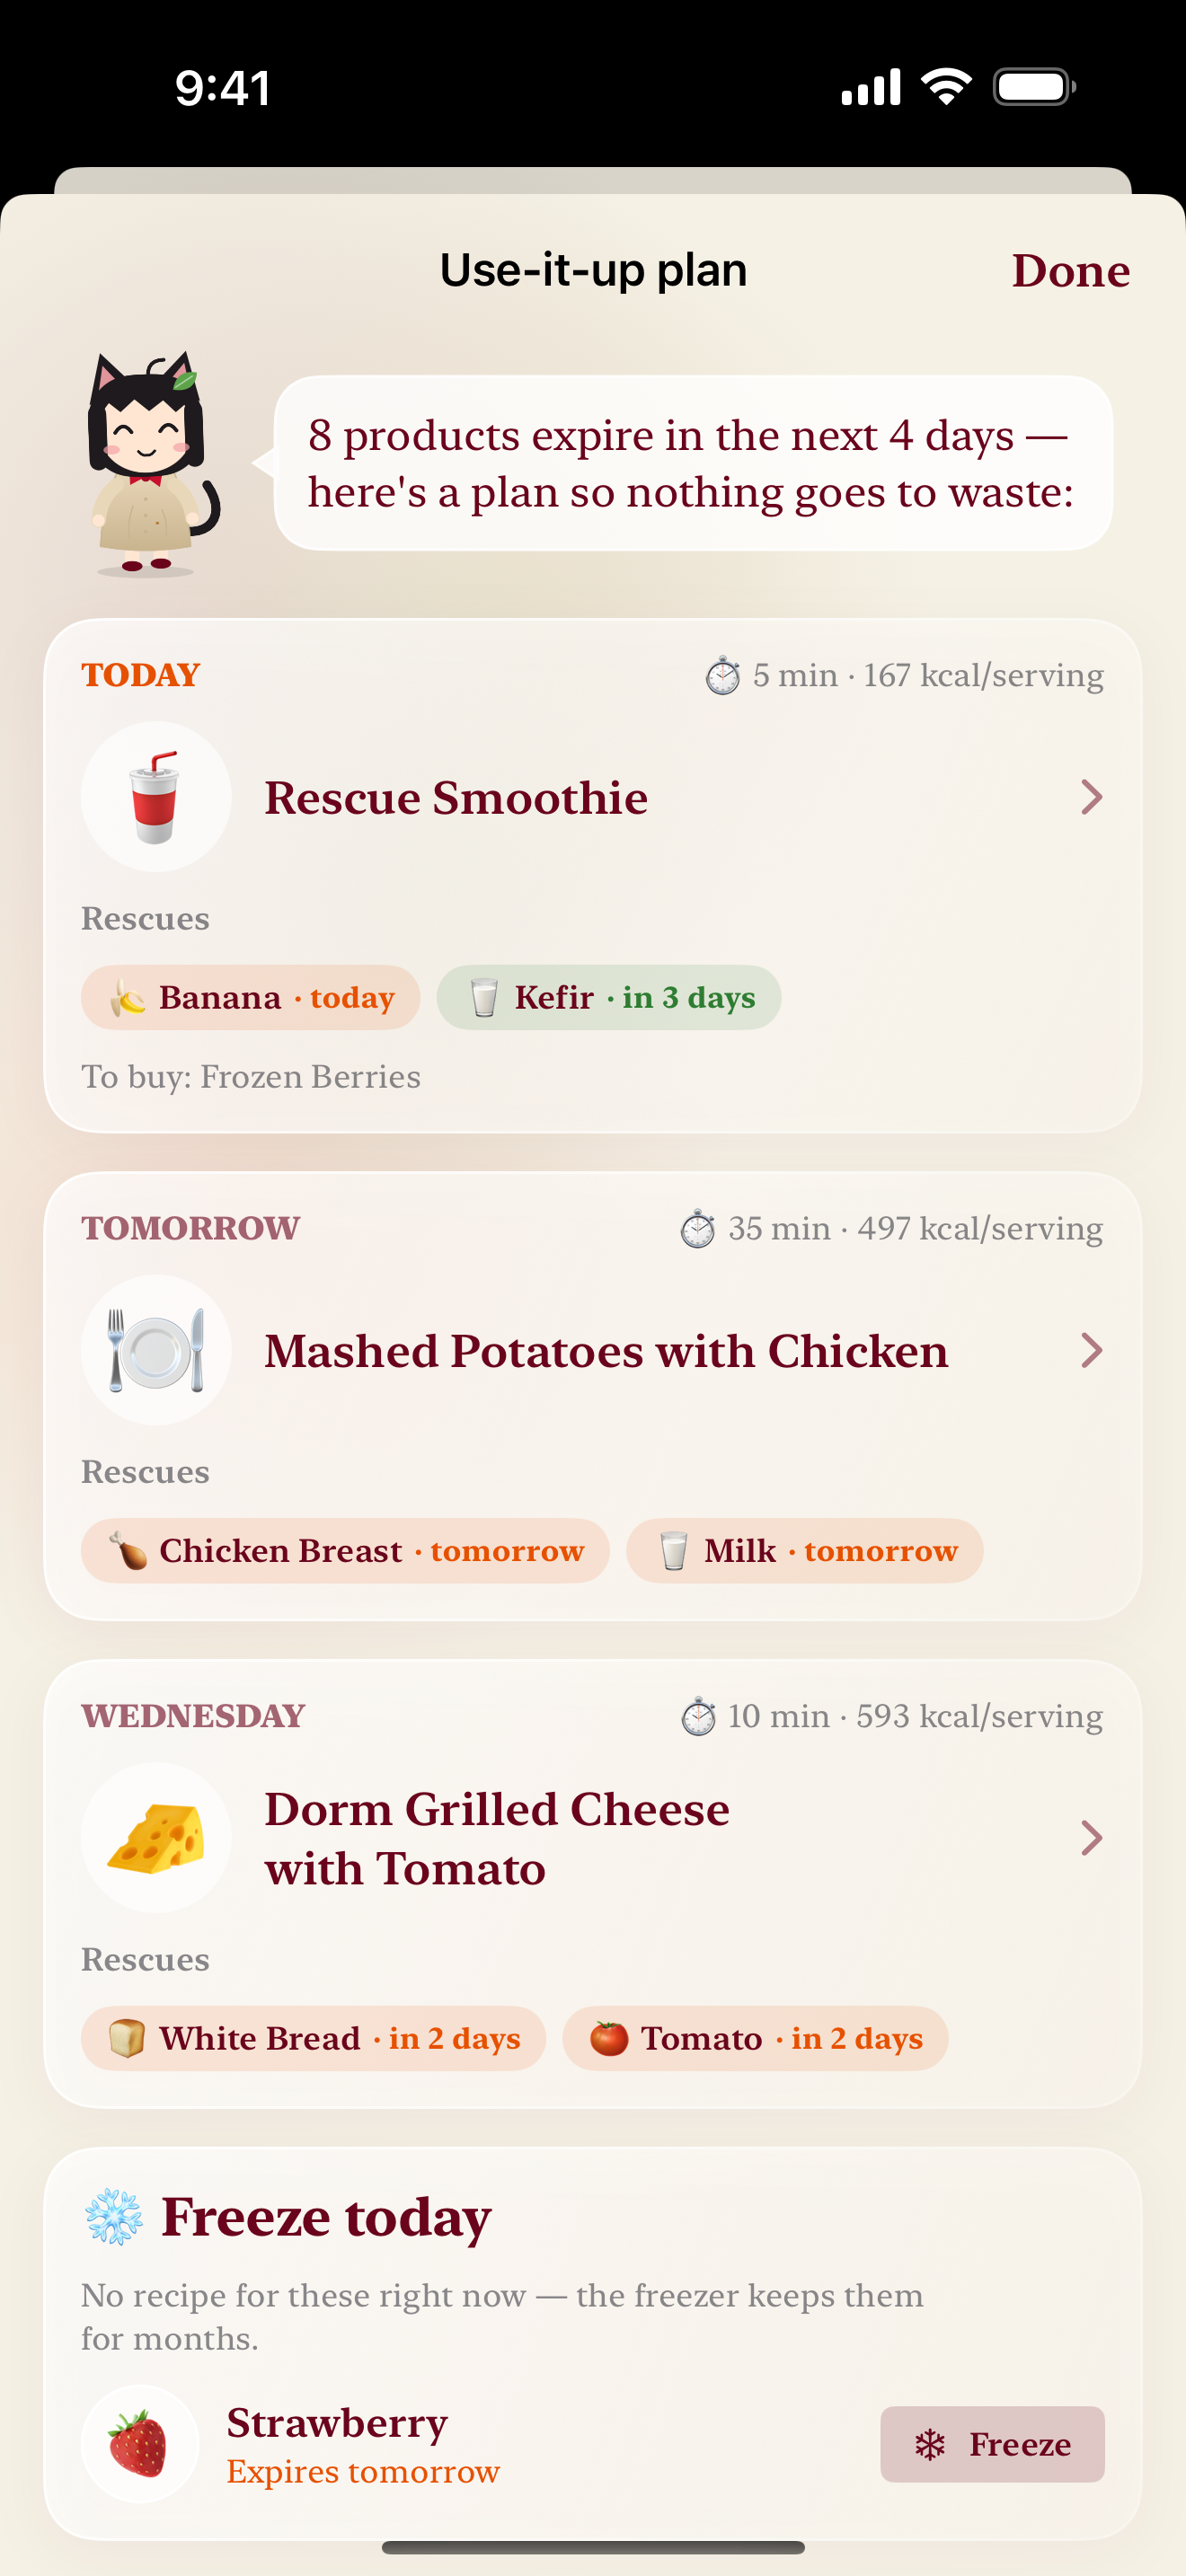 9:41
Use-it-up plan
Done
8 products expire in the next 4 days —
here's a plan so nothing goes to waste:
TODAY
5 min · 167 kcal/serving
Rescue Smoothie
Rescues
Banana · today
Kefir · in 3 days
To buy: Frozen Berries
TOMORROW
35 min · 497 kcal/serving
Mashed Potatoes with Chicken
Rescues
Chicken Breast · tomorrow
Milk · tomorrow
WEDNESDAY
10 min · 593 kcal/serving
Dorm Grilled Cheese
with Tomato
Rescues
White Bread · in 2 days
Tomato · in 2 days
Freeze today
No recipe for these right now — the freezer keeps them
for months.
Strawberry
Expires tomorrow
Freeze